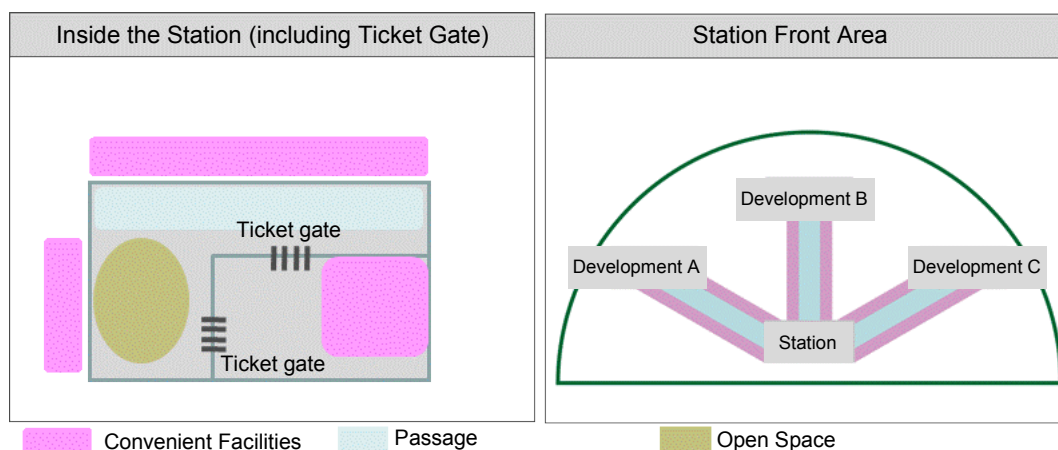 Inside the Station (including Ticket Gate)
Ticket gate
Ticket gate
Station Front Area
Development B
Development A
Development C
Station
Convenient Facilities
Passage
Open Space